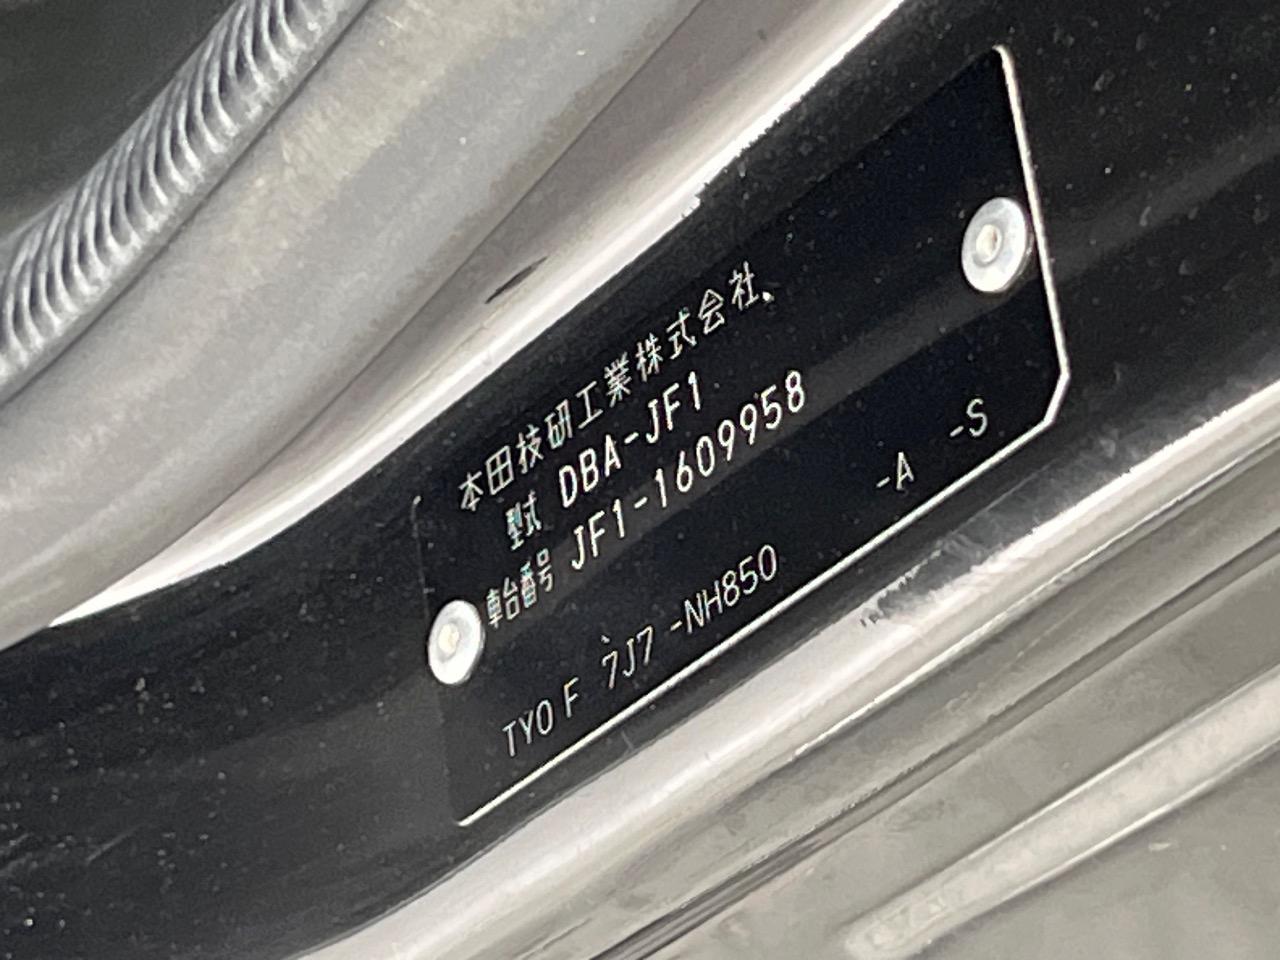 本田技研工業株式会社.
型式 DBA-JF1
車台番号 JF1-1609958
TYO F 7J7 -NH850 -A -S